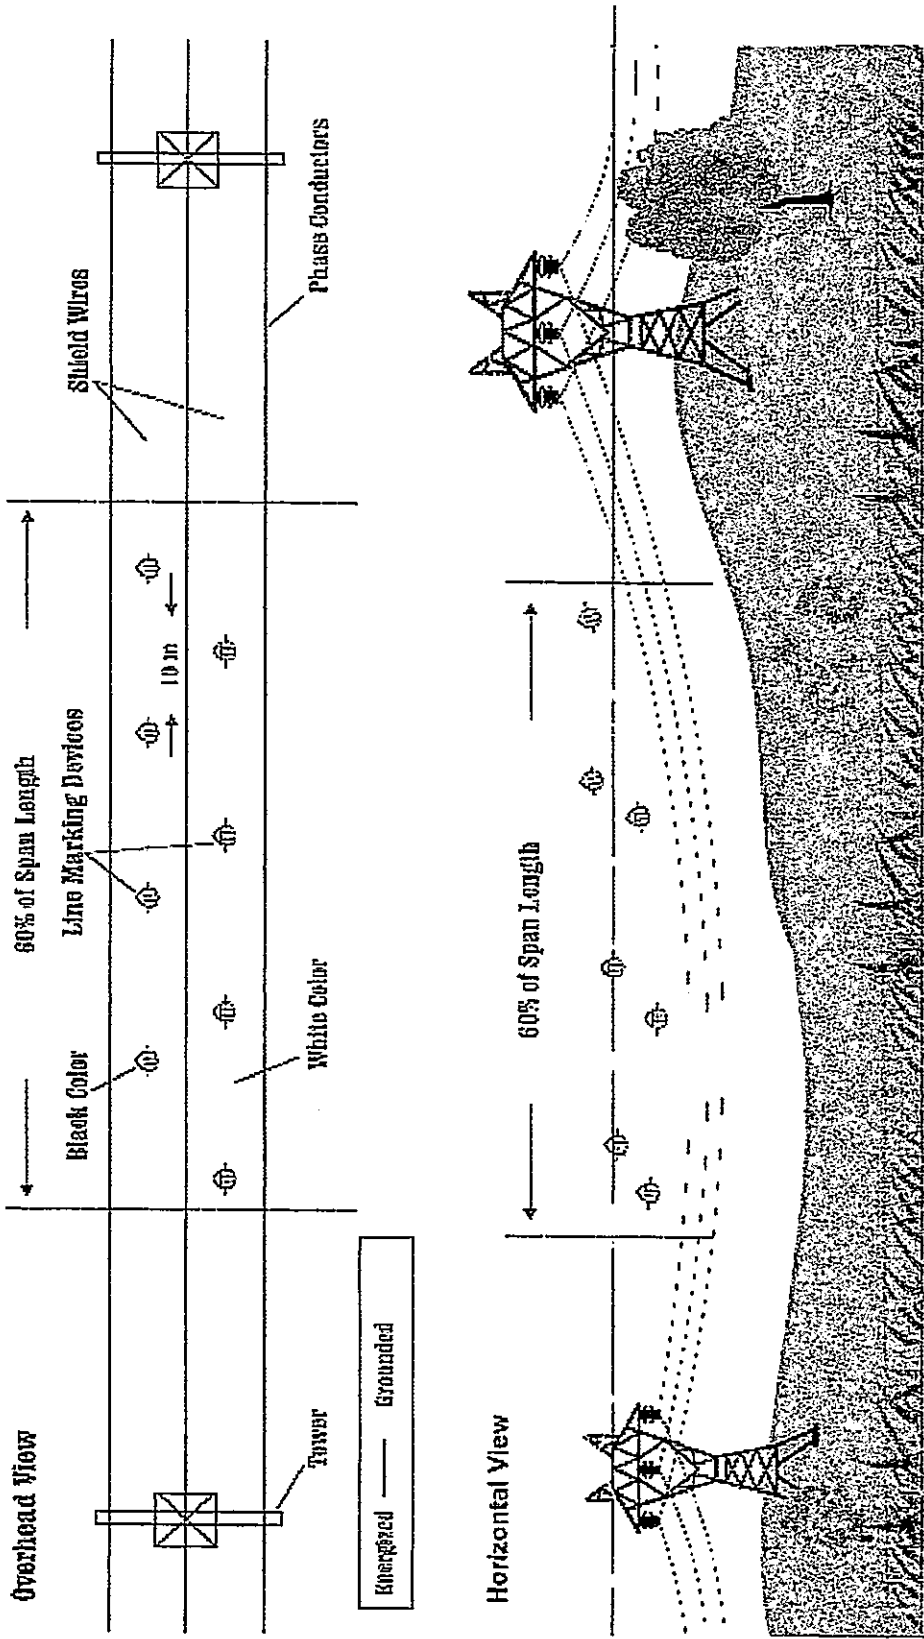 Overhead View
60% of Span Length
Black Color
Line Marking Devices
Shield Wires
10 m
White Color
Phase Conductors
Tower
Energized Grounded
Horizontal View
60% of Span Length